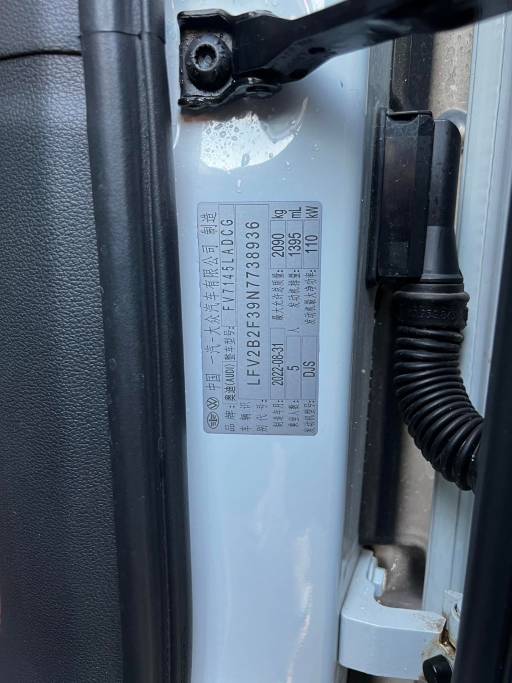 中国 一汽-大众汽车有限公司 制造
品牌：奥迪(AUDI) 整车型号：FV7145LADCG
车辆识别代号：LFV2B2F39N7738936
制造年月 2022-08-31 最大允许总质量： 2090 kg
乘坐人数： 5 人 发动机排量： 1395 mL
发动机型号： DJS 发动机最大净功率： 110 kW